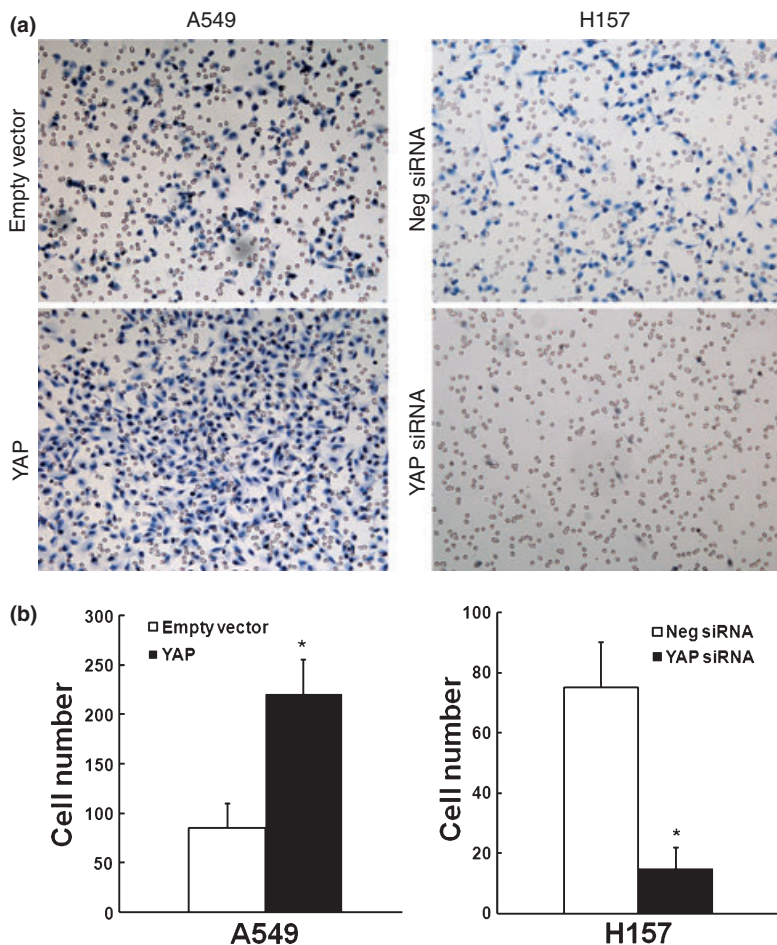 (a)
A549
H157
Empty vector
Neg siRNA
YAP
YAP siRNA
(b)
300
250
200
150
100
50
0
Cell number
Empty vector
YAP
*
A549
100
80
60
40
20
0
Cell number
Neg siRNA
YAP siRNA
*
H157